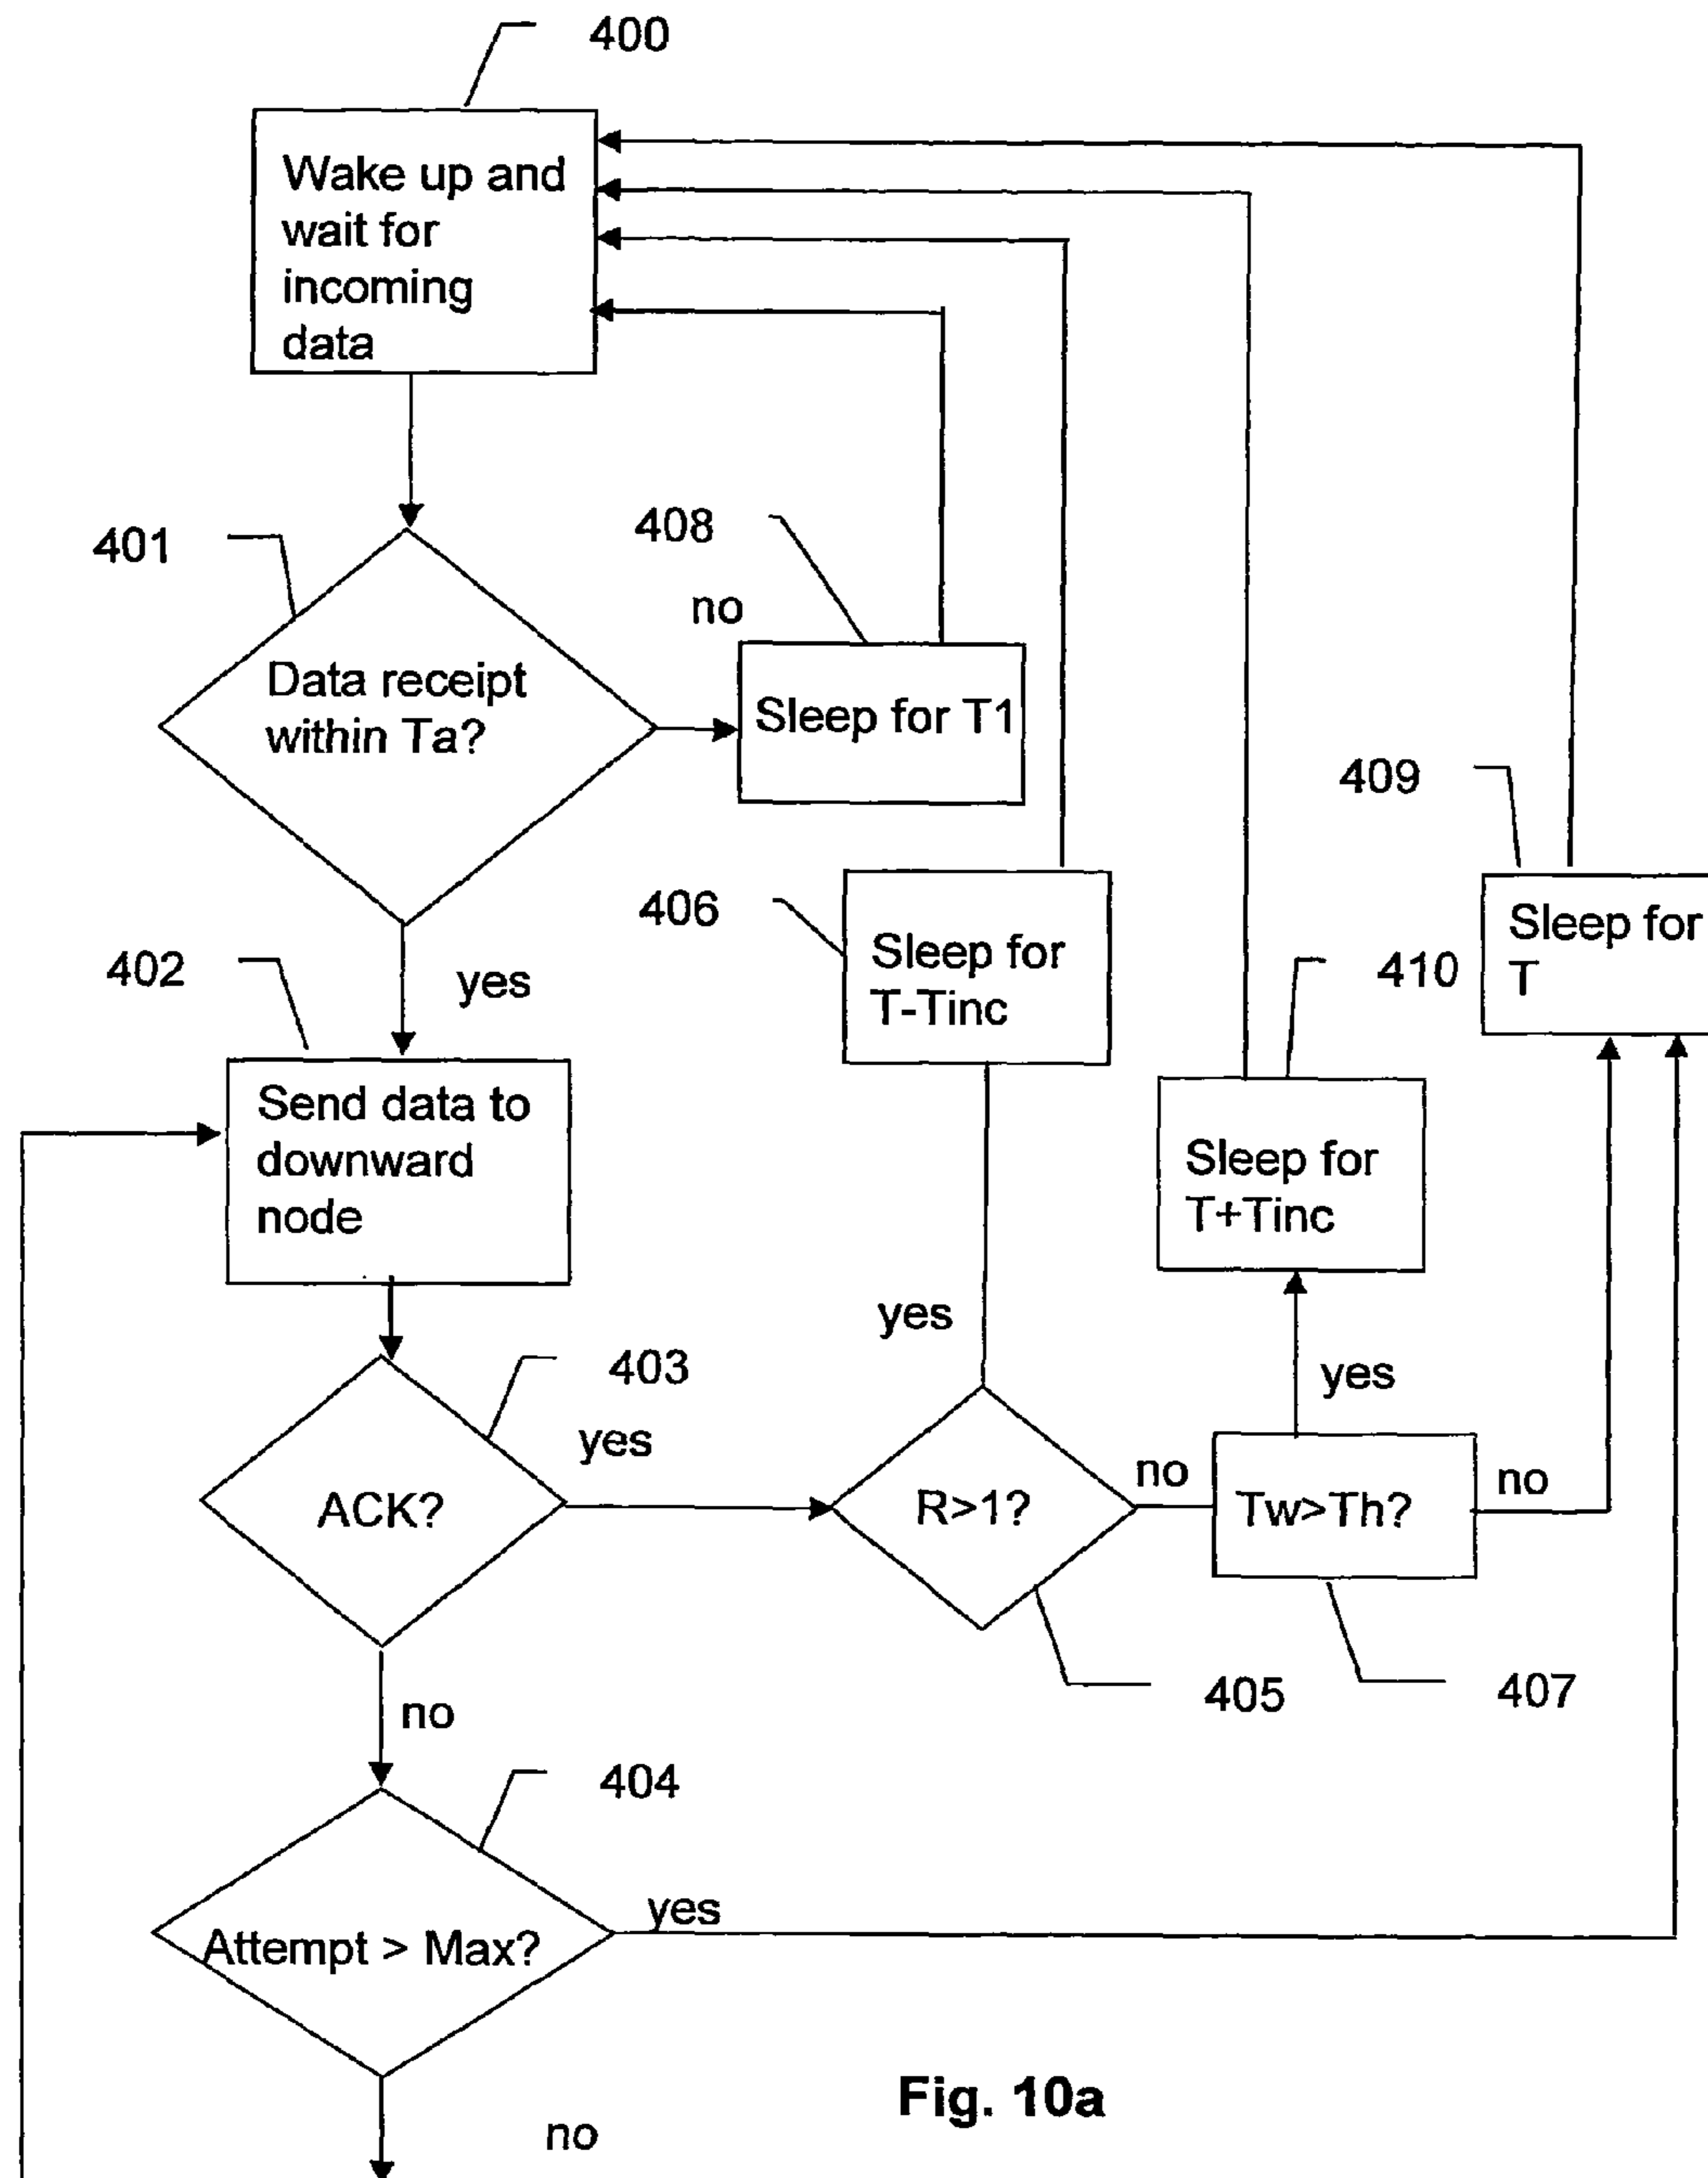 400
Wake up and
wait for
incoming
data
401
Data receipt
within Ta?
408
no
Sleep for T1
409
Sleep for
T
406
Sleep for
T-Tinc
410
Sleep for
T+Tinc
402
yes
Send data to
downward
node
403
ACK?
yes
yes
R>1?
405
no
yes
Tw>Th?
407
no
no
404
Attempt > Max?
yes
no
Fig. 10a